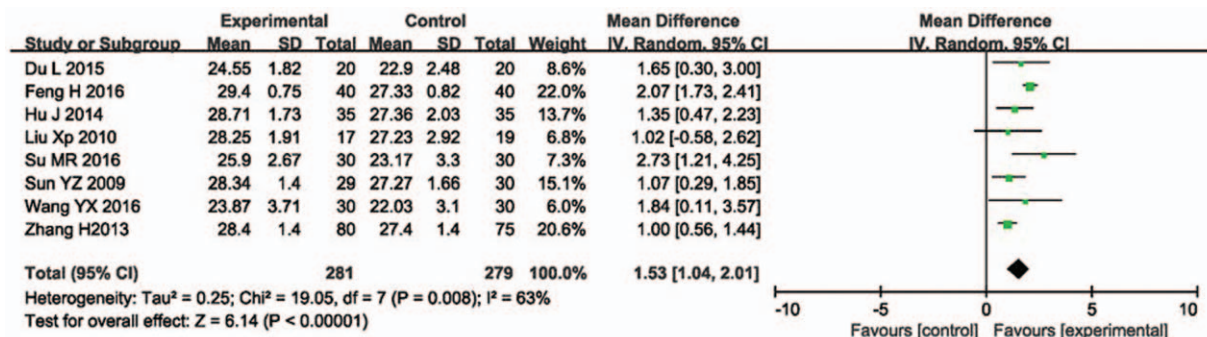 Experimental Control Mean Difference Mean Difference
Study or Subgroup Mean SD Total Mean SD Total Weight IV. Random. 95% CI IV. Random. 95% CI
Du L 2015 24.55 1.82 20 22.9 2.48 20 8.6% 1.65 [0.30, 3.00]
Feng H 2016 29.4 0.75 40 27.33 0.82 40 22.0% 2.07 [1.73, 2.41]
Hu J 2014 28.71 1.73 35 27.36 2.03 35 13.7% 1.35 [0.47, 2.23]
Liu Xp 2010 28.25 1.91 17 27.23 2.92 19 6.8% 1.02 [-0.58, 2.62]
Su MR 2016 25.9 2.67 30 23.17 3.3 30 7.3% 2.73 [1.21, 4.25]
Sun YZ 2009 28.34 1.4 29 27.27 1.66 30 15.1% 1.07 [0.29, 1.85]
Wang YX 2016 23.87 3.71 30 22.03 3.1 30 6.0% 1.84 [0.11, 3.57]
Zhang H2013 28.4 1.4 80 27.4 1.4 75 20.6% 1.00 [0.56, 1.44]
Total (95% CI) 281 279 100.0% 1.53 [1.04, 2.01]
Heterogeneity: Tau² = 0.25; Chi² = 19.05, df = 7 (P = 0.008); I² = 63%
Test for overall effect: Z = 6.14 (P < 0.00001)
-10 -5 0 5 10
Favours [control] Favours [experimental]